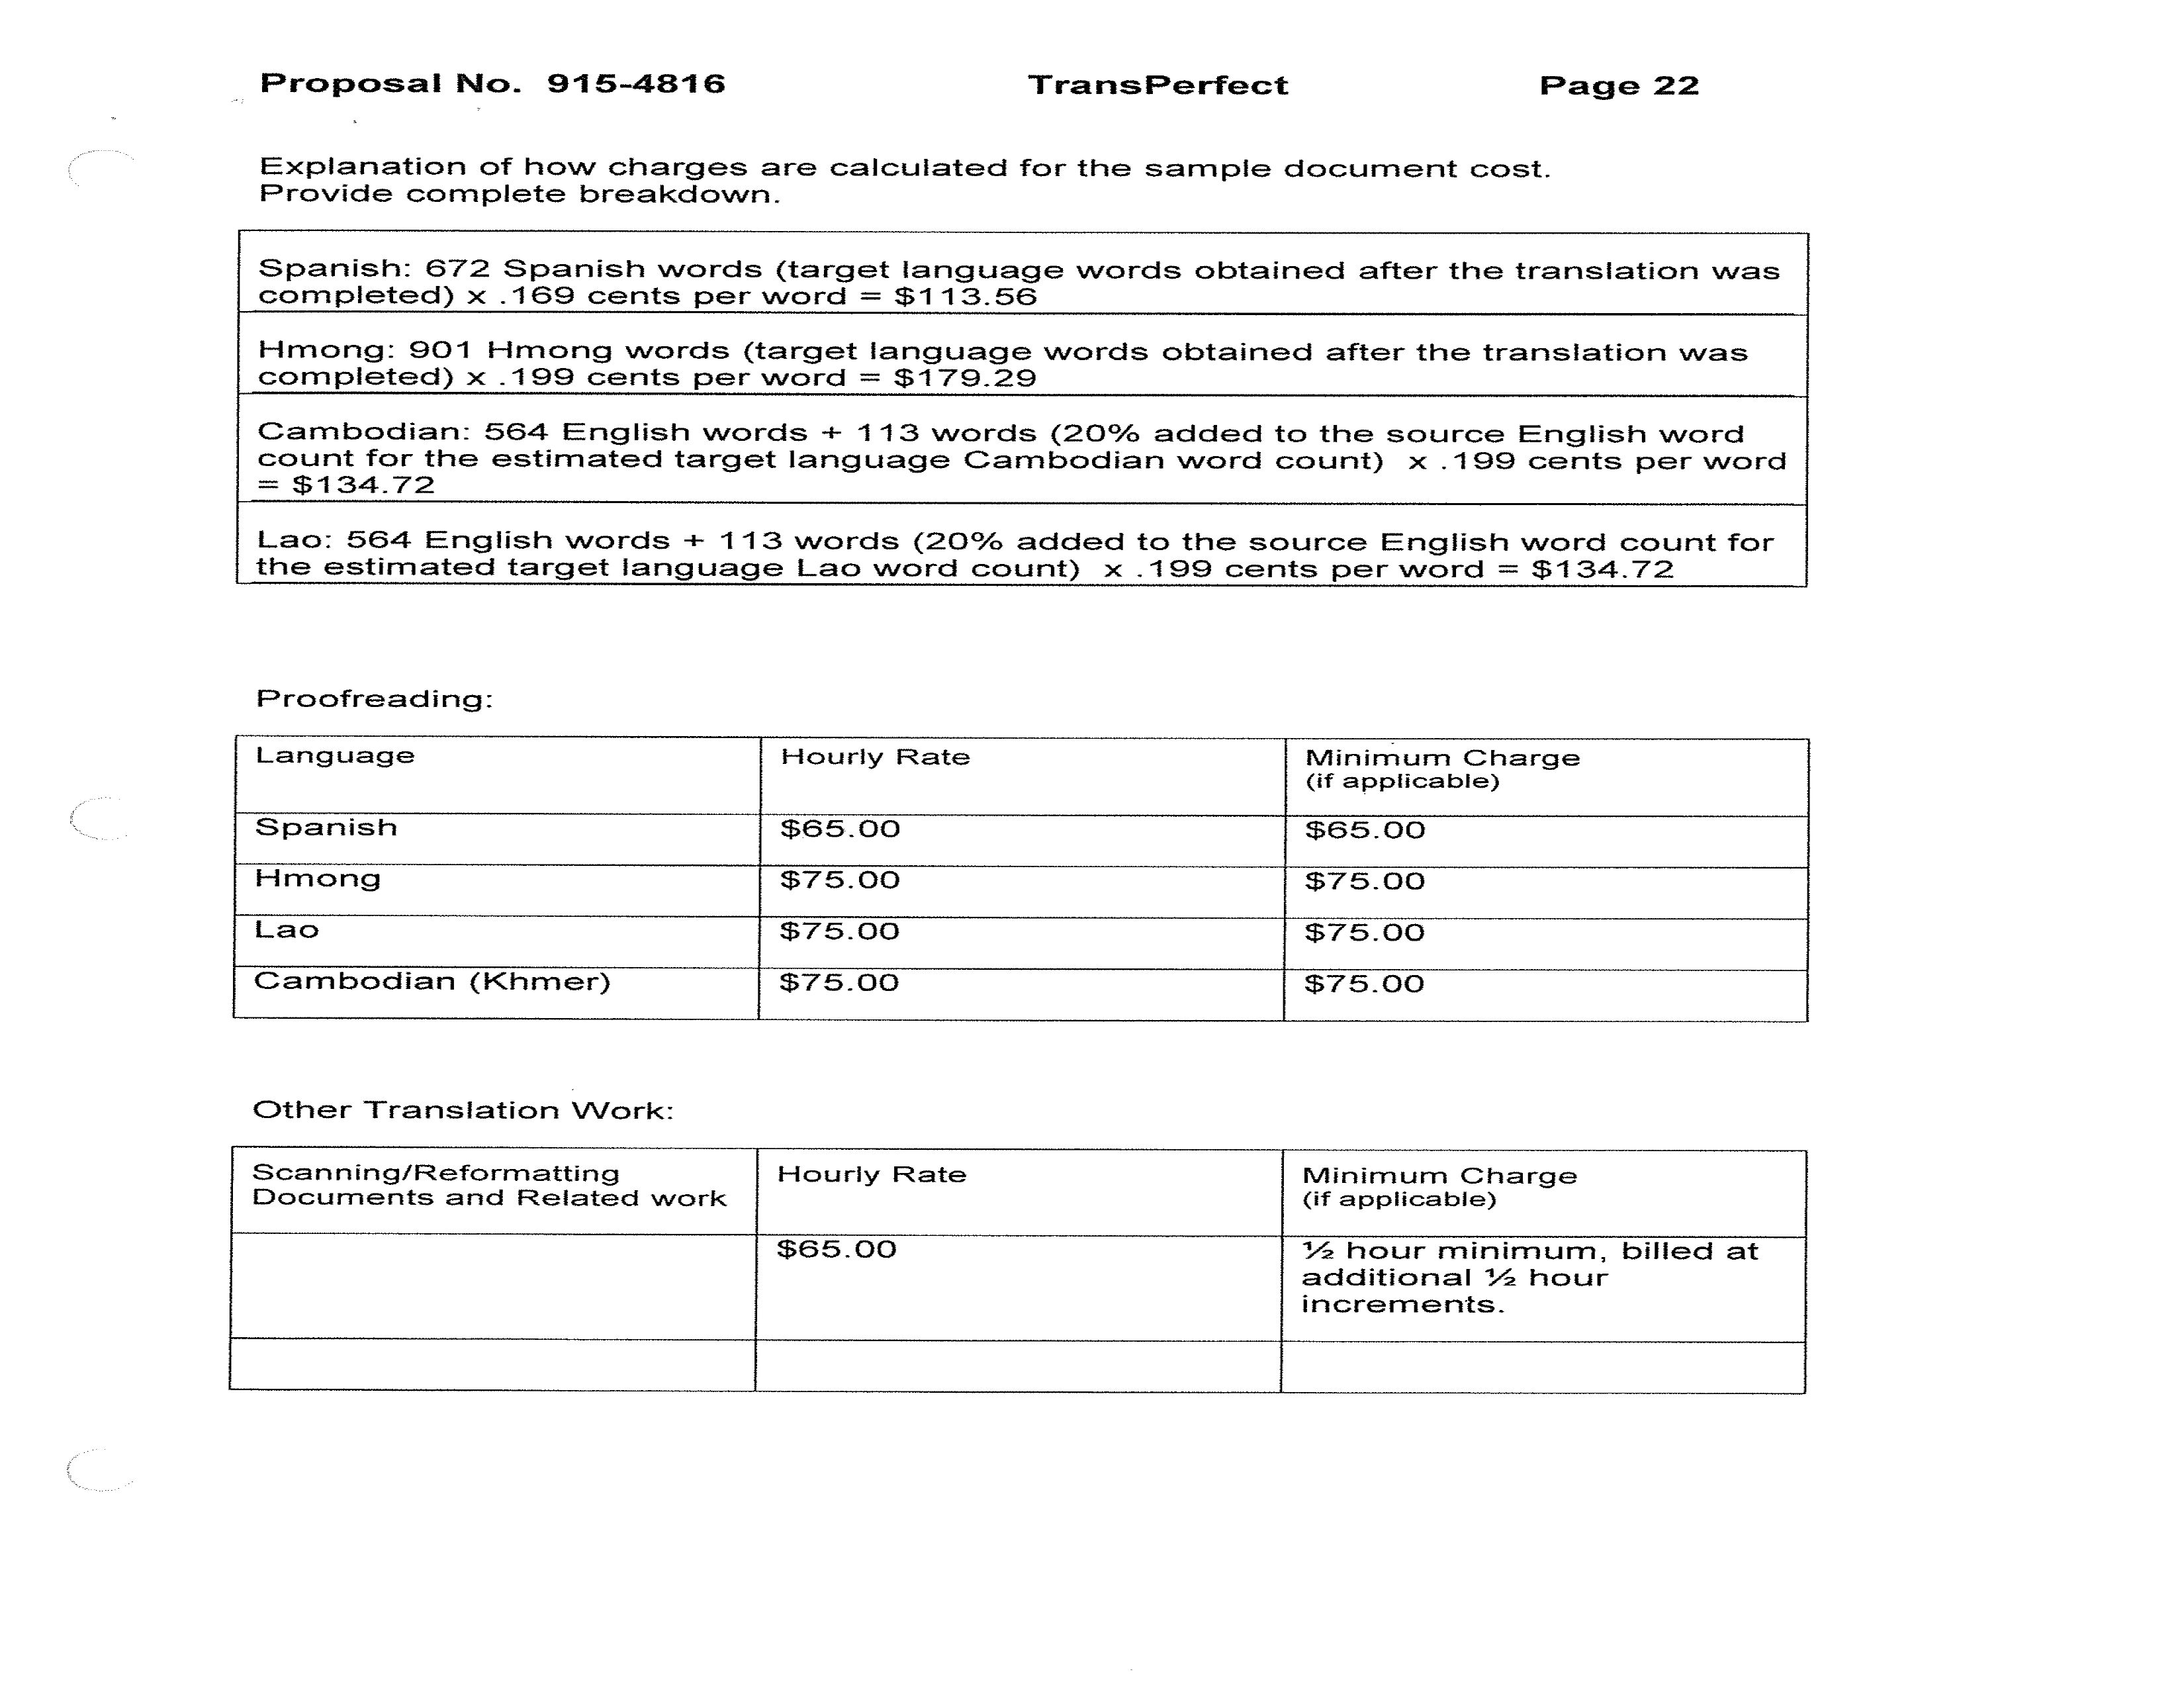 Proposal No. 915-4816 TransPerfect Page 22
Explanation of how charges are calculated for the sample document cost.
Provide complete breakdown.
Spanish: 672 Spanish words (target language words obtained after the translation was
completed) x .169 cents per word = $113.56
Hmong: 901 Hmong words (target language words obtained after the translation was
completed) x .199 cents per word = $179.29
Cambodian: 564 English words + 113 words (20% added to the source English word
count for the estimated target language Cambodian word count) x .199 cents per word
= $134.72
Lao: 564 English words + 113 words (20% added to the source English word count for
the estimated target language Lao word count) x .199 cents per word = $134.72
Proofreading:
Language Hourly Rate Minimum Charge
(if applicable)
Spanish $65.00 $65.00
Hmong $75.00 $75.00
Lao $75.00 $75.00
Cambodian (Khmer) $75.00 $75.00
Other Translation Work:
Scanning/Reformatting Hourly Rate Minimum Charge
Documents and Related work (if applicable)
$65.00 ½ hour minimum, billed at
additional ½ hour
increments.